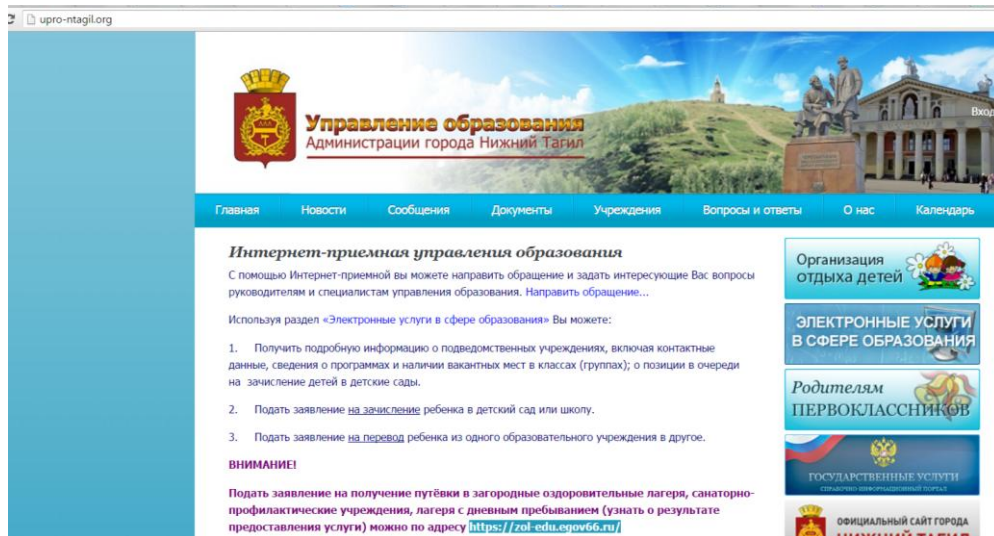 upro-ntagil.org
Управление образования
Администрации города Нижний Тагил
Вход
Главная Новости Сообщения Документы Учреждения Вопросы и ответы О нас Календарь
Интернет-приемная управления образования
С помощью Интернет-приемной вы можете направить обращение и задать интересующие Вас вопросы
руководителям и специалистам управления образования. Направить обращение...
Используя раздел «Электронные услуги в сфере образования» Вы можете:
1. Получить подробную информацию о подведомственных учреждениях, включая контактные
данные, сведения о программах и наличии вакантных мест в классах (группах); о позиции в очереди
на зачисление детей в детские сады.
2. Подать заявление на зачисление ребенка в детский сад или школу.
3. Подать заявление на перевод ребенка из одного образовательного учреждения в другое.
ВНИМАНИЕ!
Подать заявление на получение путёвки в загородные оздоровительные лагеря, санаторно-
профилактические учреждения, лагеря с дневным пребыванием (узнать о результате
предоставления услуги) можно по адресу https://zol-edu.egov66.ru/
Организация
отдыха детей
ЭЛЕКТРОННЫЕ УСЛУГИ
В СФЕРЕ ОБРАЗОВАНИЯ
Родителям
ПЕРВОКЛАССНИКОВ
ГОСУДАРСТВЕННЫЕ УСЛУГИ
СПРАВОЧНО-ИНФОРМАЦИОННЫЙ ПОРТАЛ
ОФИЦИАЛЬНЫЙ САЙТ ГОРОДА
НИЖНИЙ ТАГИЛ